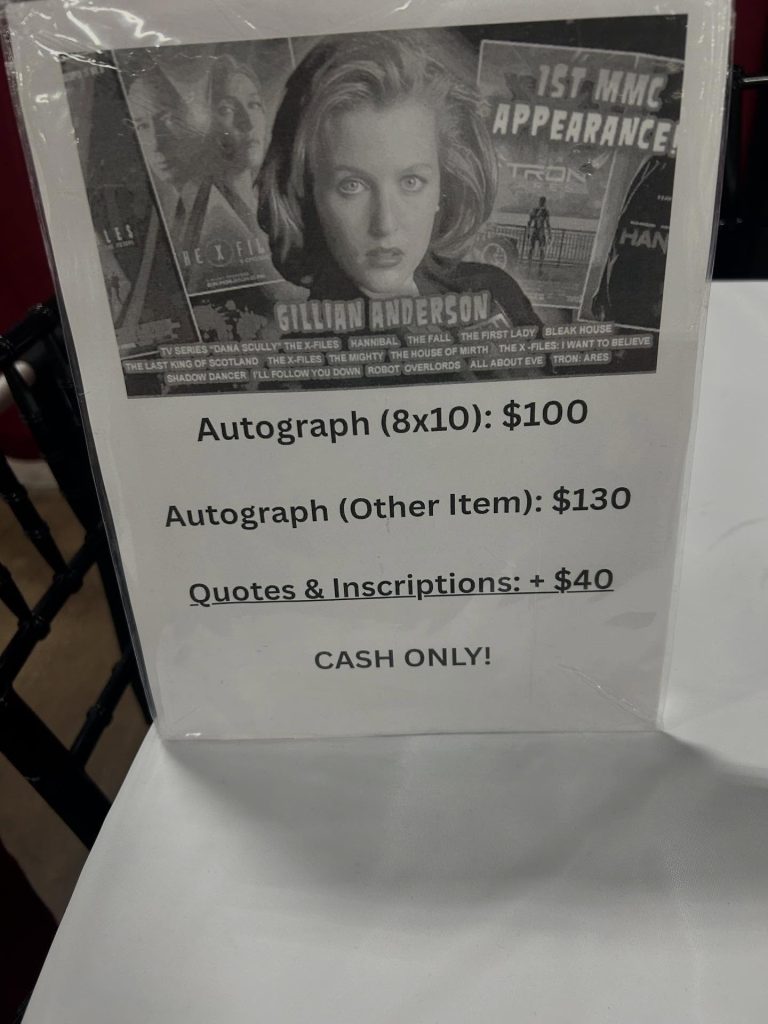 1ST MMC
APPEARANCE!
TRON
LES
HE X FIL
HAN
GILLIAN ANDERSON
TV SERIES "DANA SCULLY" THE X-FILES HANNIBAL THE FALL THE FIRST LADY BLEAK HOUSE
THE LAST KING OF SCOTLAND THE X-FILES THE MIGHTY THE HOUSE OF MIRTH THE X -FILES: I WANT TO BELIEVE
SHADOW DANCER I'LL FOLLOW YOU DOWN ROBOT OVERLORDS ALL ABOUT EVE TRON: ARES
Autograph (8x10): $100
Autograph (Other Item): $130
Quotes & Inscriptions: + $40
CASH ONLY!